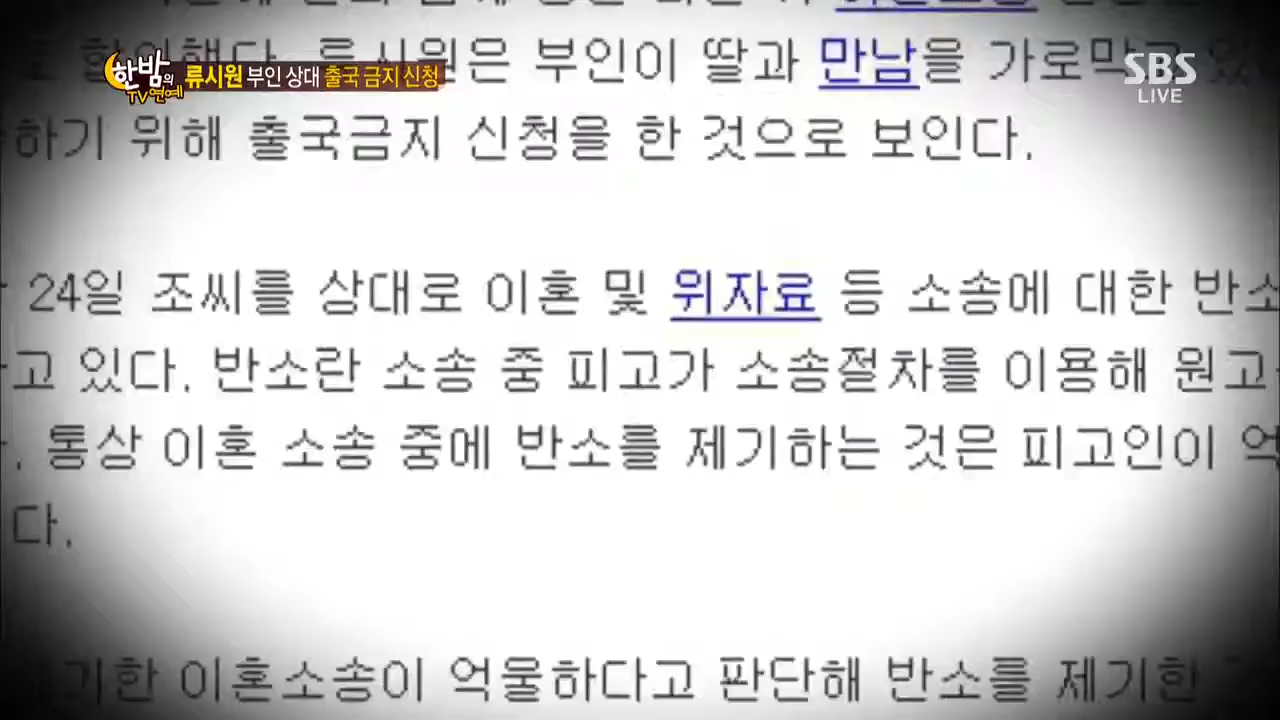 한밤의
TV연예
류시원 부인 상대 출국 금지 신청
SBS
LIVE
류시원은 부인이 딸과 만남을 가로막고
하기 위해 출국금지 신청을 한 것으로 보인다.
24일 조씨를 상대로 이혼 및 위자료 등 소송에 대한 반소
고 있다. 반소란 소송 중 피고가 소송절차를 이용해 원고
. 통상 이혼 소송 중에 반소를 제기하는 것은 피고인이 억
다.
기한 이혼소송이 억울하다고 판단해 반소를 제기한